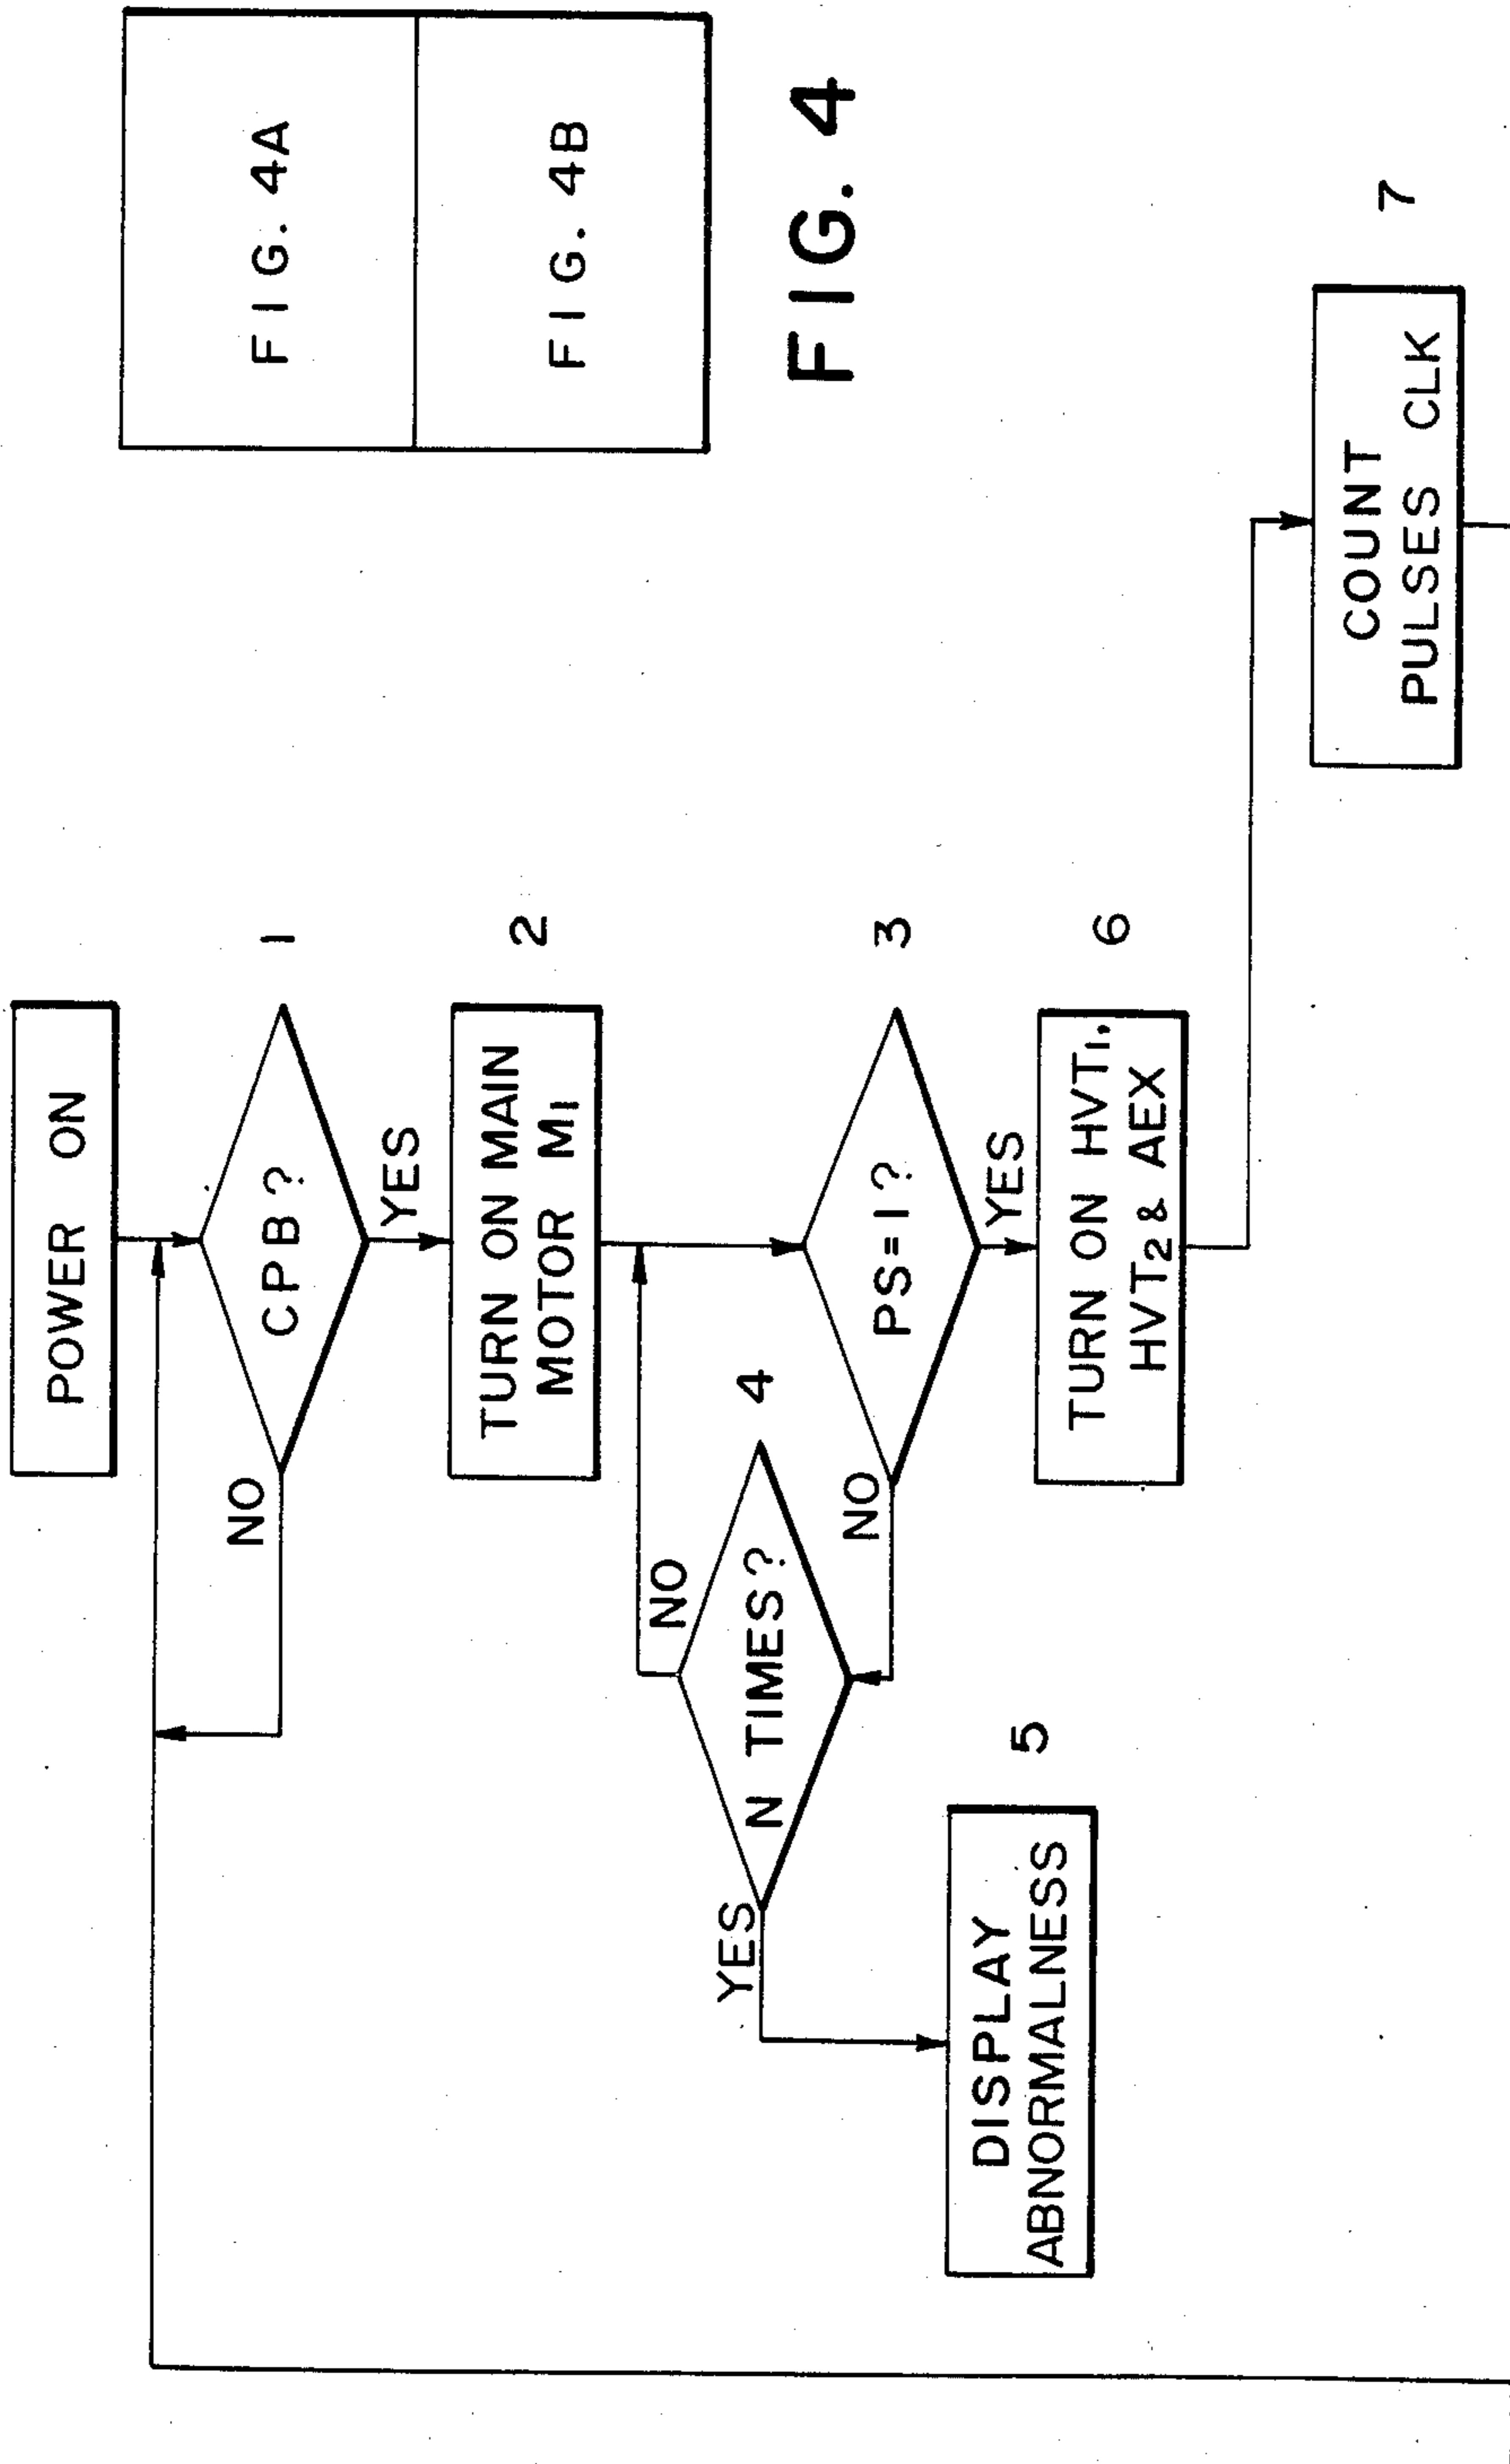 POWER ON
1
CPB?
NO
YES
2
TURN ON MAIN
MOTOR M1
4
N TIMES?
NO
YES
3
PS=1?
NO
YES
5
DISPLAY
ABNORMALNESS
6
TURN ON HVT1,
HVT2 & AEX
7
COUNT
PULSES CLK
FIG. 4A
FIG. 4B
FIG. 4